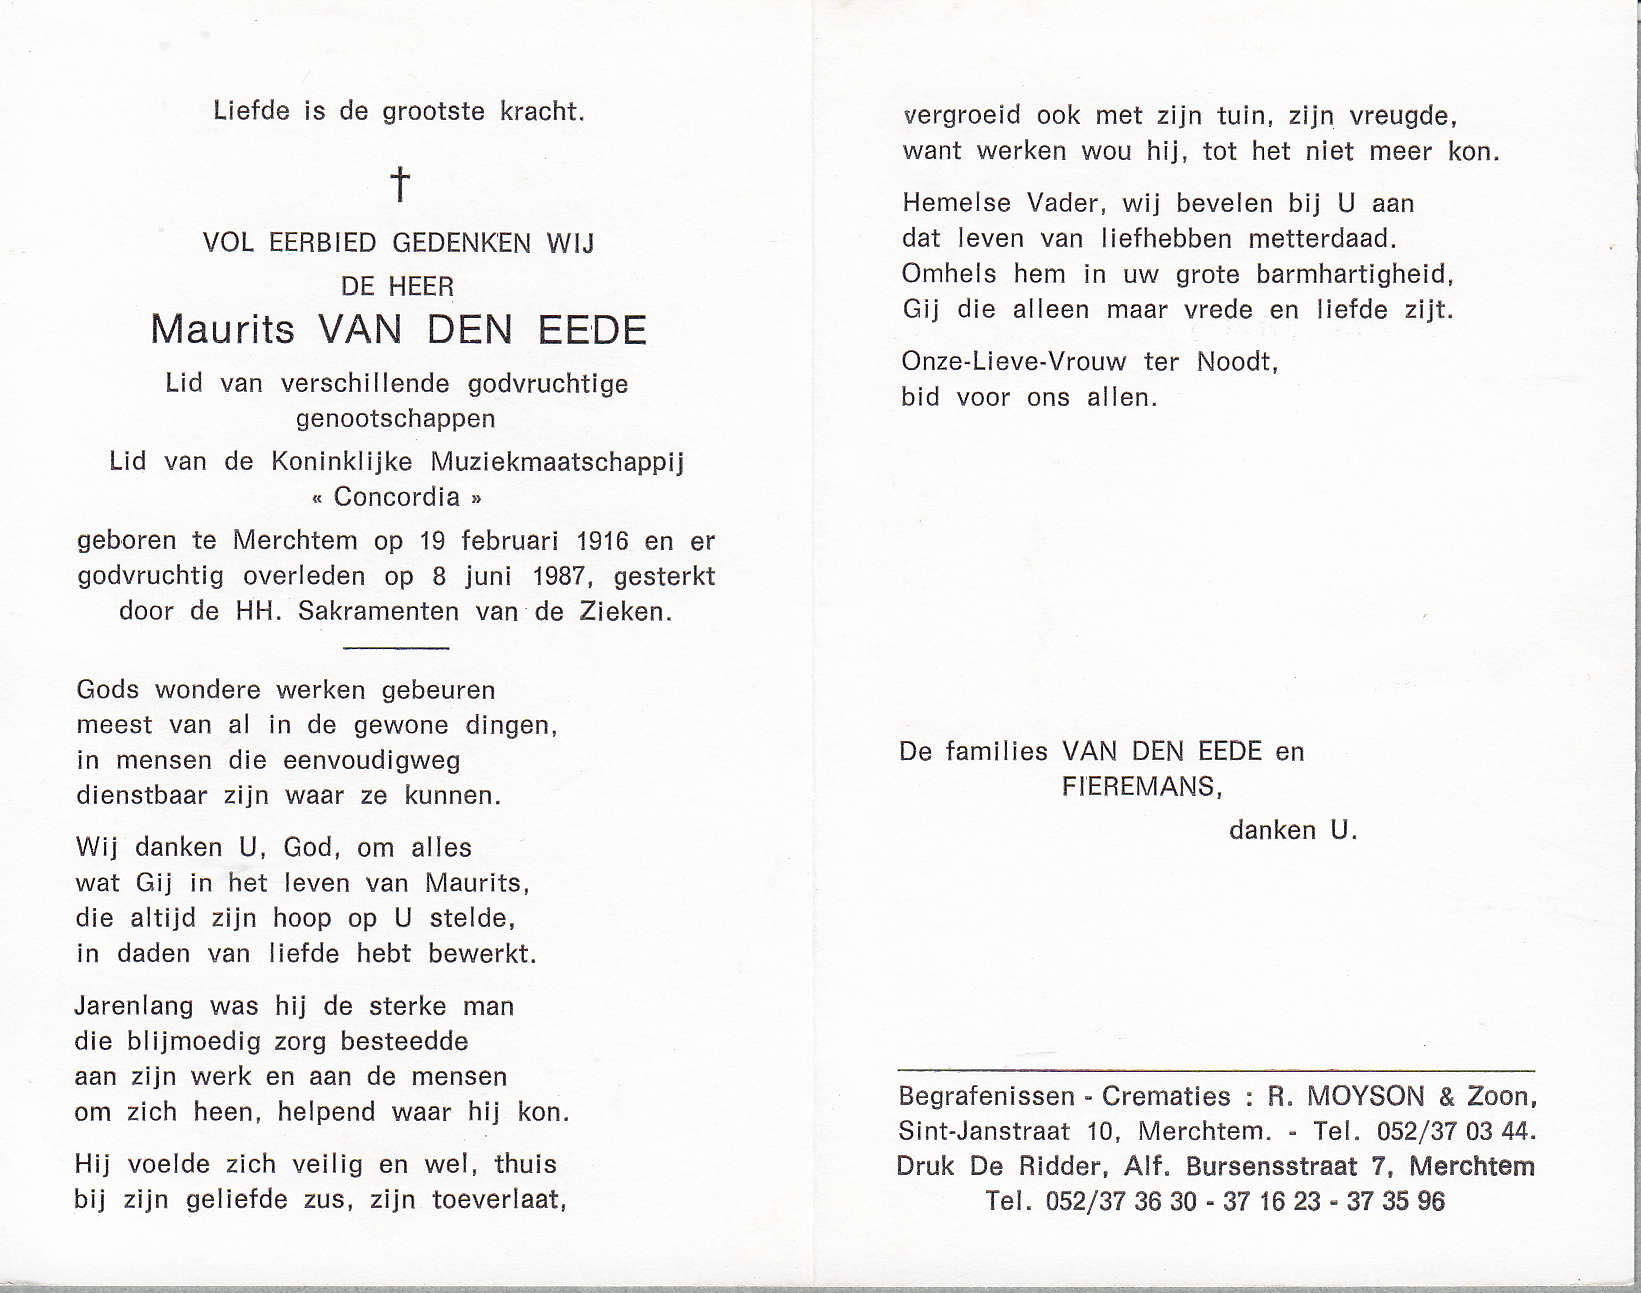 Liefde is de grootste kracht.
†
VOL EERBIED GEDENKEN WIJ
DE HEER
Maurits VAN DEN EEDE
Lid van verschillende godvruchtige
genootschappen
Lid van de Koninklijke Muziekmaatschappij
« Concordia »
geboren te Merchtem op 19 februari 1916 en er
godvruchtig overleden op 8 juni 1987, gesterkt
door de HH. Sakramenten van de Zieken.
Gods wondere werken gebeuren
meest van al in de gewone dingen,
in mensen die eenvoudigweg
dienstbaar zijn waar ze kunnen.
Wij danken U, God, om alles
wat Gij in het leven van Maurits,
die altijd zijn hoop op U stelde,
in daden van liefde hebt bewerkt.
Jarenlang was hij de sterke man
die blijmoedig zorg besteedde
aan zijn werk en aan de mensen
om zich heen, helpend waar hij kon.
Hij voelde zich veilig en wel, thuis
bij zijn geliefde zus, zijn toeverlaat,
vergroeid ook met zijn tuin, zijn vreugde,
want werken wou hij, tot het niet meer kon.
Hemelse Vader, wij bevelen bij U aan
dat leven van liefhebben metterdaad.
Omhels hem in uw grote barmhartigheid,
Gij die alleen maar vrede en liefde zijt.
Onze-Lieve-Vrouw ter Noodt,
bid voor ons allen.
De families VAN DEN EEDE en
FIEREMANS,
danken U.
Begrafenissen - Crematies : R. MOYSON & Zoon,
Sint-Janstraat 10, Merchtem. - Tel. 052/37 03 44.
Druk De Ridder, Alf. Bursensstraat 7, Merchtem
Tel. 052/37 36 30 - 37 16 23 - 37 35 96